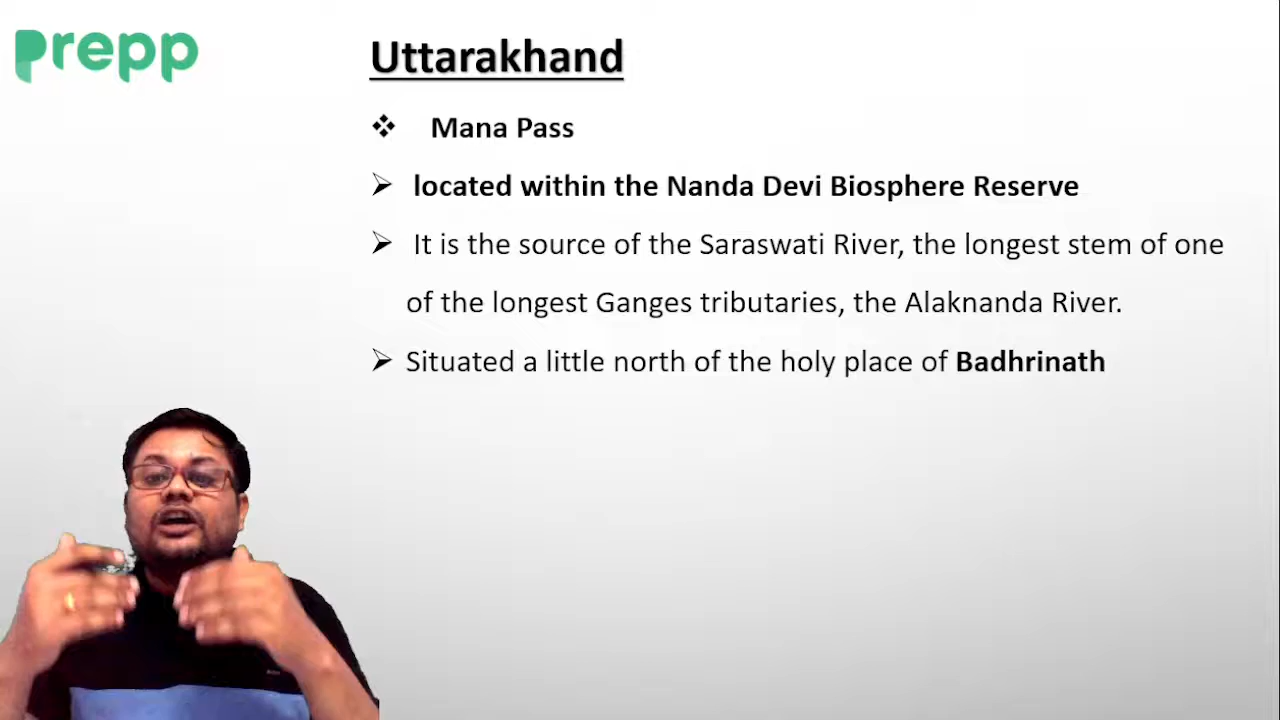 prepp
Uttarakhand
❖ Mana Pass
➢ located within the Nanda Devi Biosphere Reserve
➢ It is the source of the Saraswati River, the longest stem of one
of the longest Ganges tributaries, the Alaknanda River.
➢ Situated a little north of the holy place of Badhrinath